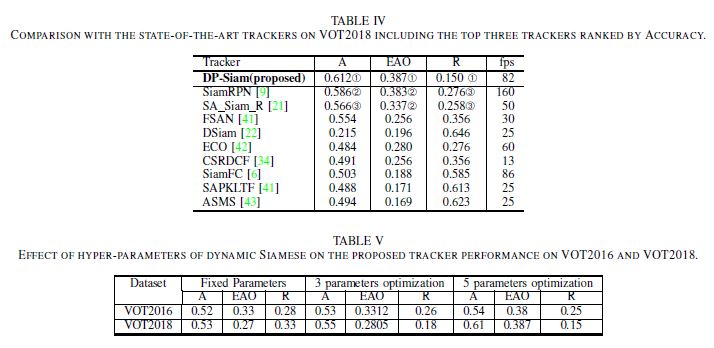 TABLE IV
COMPARISON WITH THE STATE-OF-THE-ART TRACKERS ON VOT2018 INCLUDING THE TOP THREE TRACKERS RANKED BY ACCURACY.
Tracker A EAO R fps
DP-Siam(proposed) 0.612① 0.387① 0.150 ① 82
SiamRPN [9] 0.586② 0.383② 0.276③ 160
SA_Siam_R [21] 0.566③ 0.337② 0.258③ 50
FSAN [41] 0.554 0.256 0.356 30
DSiam [22] 0.215 0.196 0.646 25
ECO [42] 0.484 0.280 0.276 60
CSRDCF [34] 0.491 0.256 0.356 13
SiamFC [6] 0.503 0.188 0.585 86
SAPKLTF [41] 0.488 0.171 0.613 25
ASMS [43] 0.494 0.169 0.623 25
TABLE V
EFFECT OF HYPER-PARAMETERS OF DYNAMIC SIAMESE ON THE PROPOSED TRACKER PERFORMANCE ON VOT2016 AND VOT2018.
Dataset Fixed Parameters 3 parameters optimization 5 parameters optimization
A EAO R A EAO R A EAO R
VOT2016 0.52 0.33 0.28 0.53 0.3312 0.26 0.54 0.38 0.25
VOT2018 0.53 0.27 0.33 0.55 0.2805 0.18 0.61 0.387 0.15